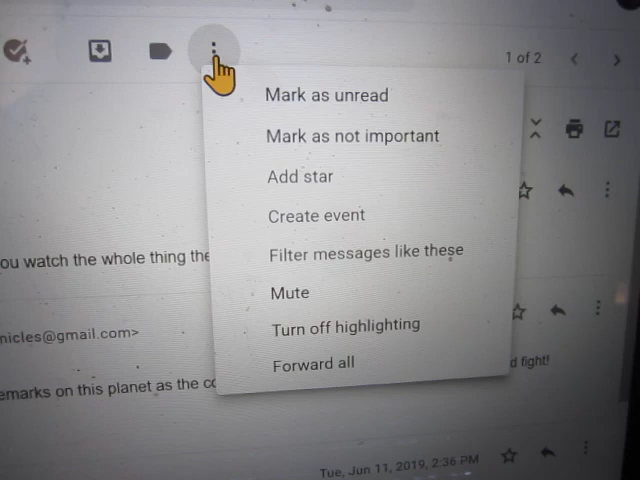 1 of 2
Mark as unread
Mark as not important
Add star
Create event
ou watch the whole thing the
Filter messages like these
Mute
nicles@gmail.com>
Turn off highlighting
Forward all
emarks on this planet as the co
d fight!
Tue, Jun 11, 2019, 2:36 PM